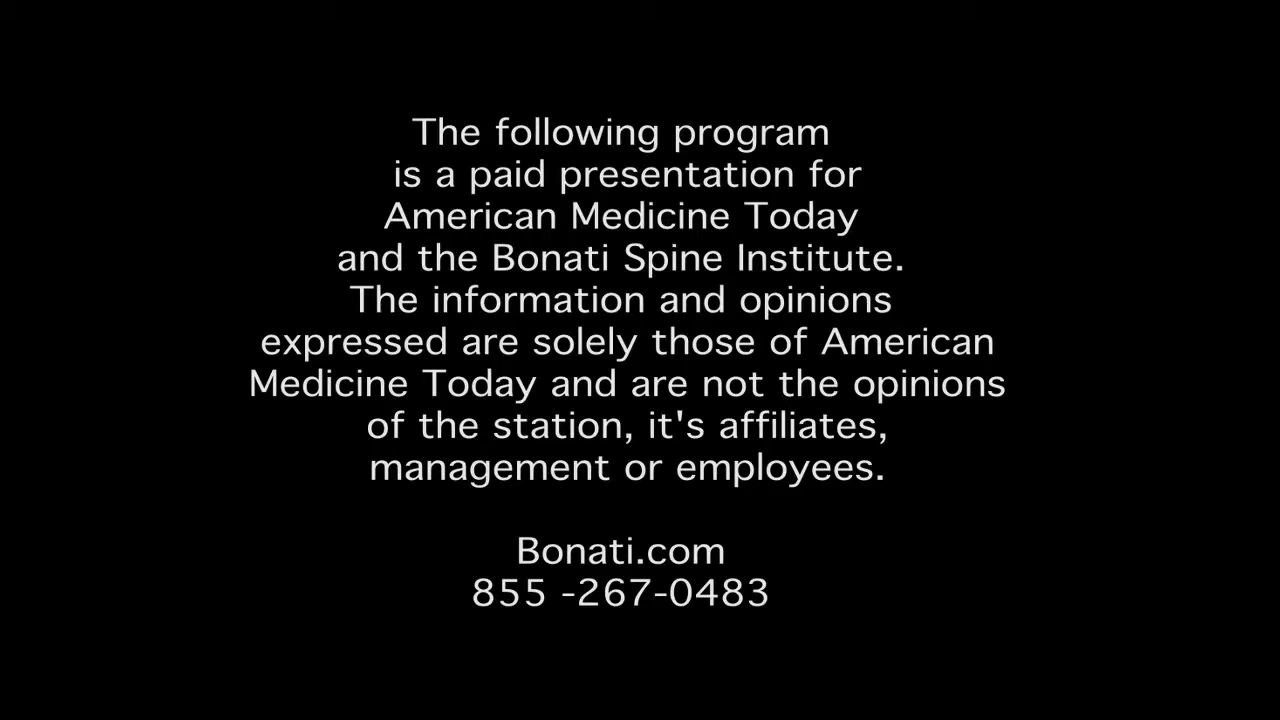 The following program
is a paid presentation for
American Medicine Today
and the Bonati Spine Institute.
The information and opinions
expressed are solely those of American
Medicine Today and are not the opinions
of the station, it's affiliates,
management or employees.
Bonati.com
855 -267-0483